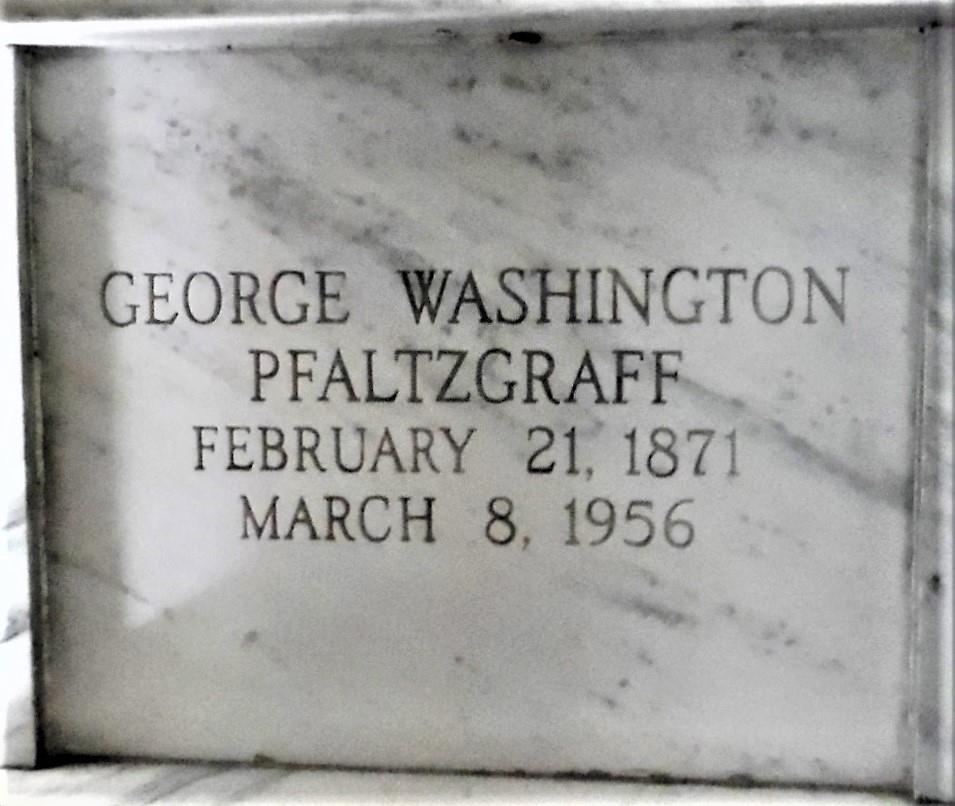 GEORGE WASHINGTON
PFALTZGRAFF
FEBRUARY 21, 1871
MARCH 8, 1956